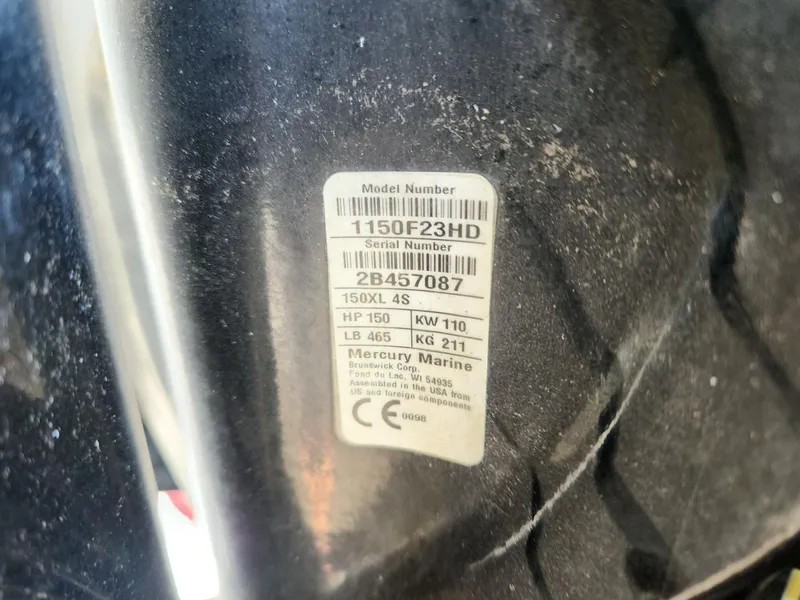 Model Number
1150F23HD
Serial Number
2B457087
150XL 4S
HP 150 KW 110
LB 465 KG 211
Mercury Marine
Brunswick Corp.
Fond du Lac, WI 54935
Assembled in the USA from
US and foreign components
CE 0098